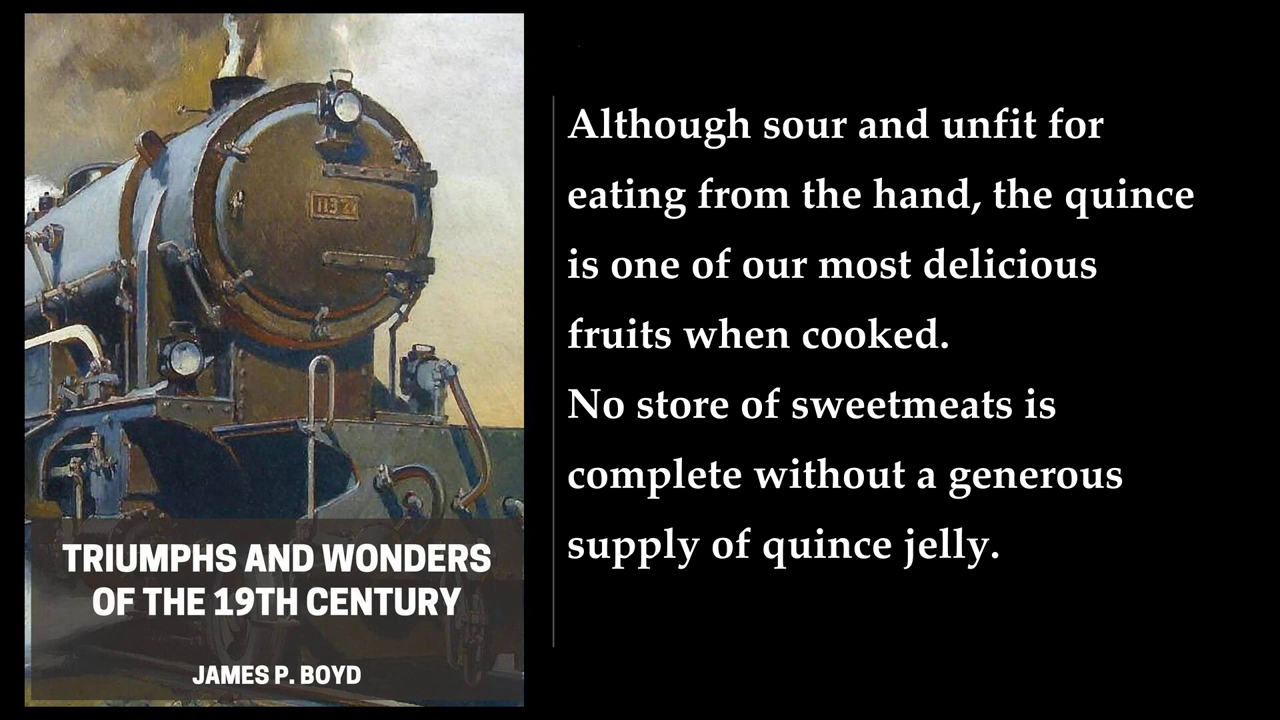 TRIUMPHS AND WONDERS
OF THE 19TH CENTURY
JAMES P. BOYD
Although sour and unfit for
eating from the hand, the quince
is one of our most delicious
fruits when cooked.
No store of sweetmeats is
complete without a generous
supply of quince jelly.